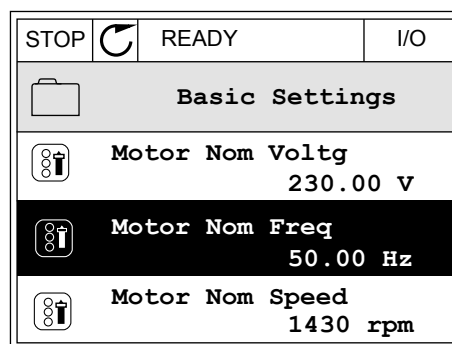 STOP READY I/O
Basic Settings
Motor Nom Voltg
230.00 V
Motor Nom Freq
50.00 Hz
Motor Nom Speed
1430 rpm